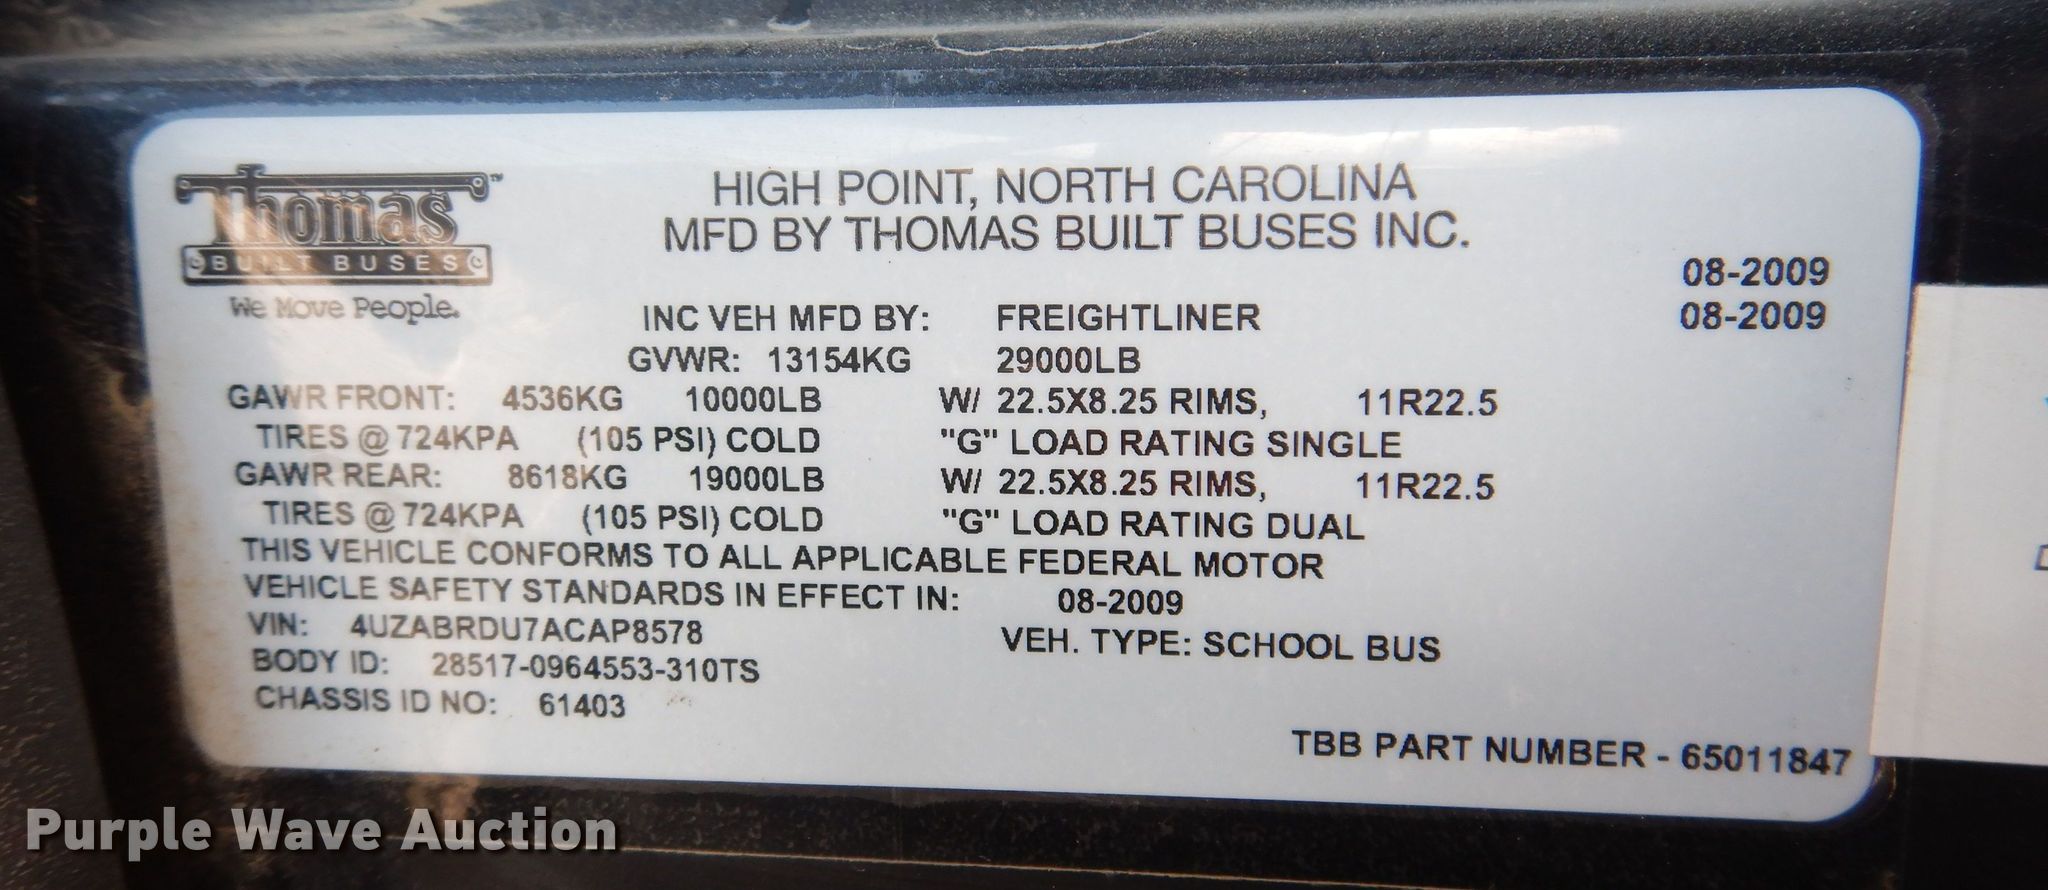 Thomas™
BUILT BUSES
We Move People.
HIGH POINT, NORTH CAROLINA
MFD BY THOMAS BUILT BUSES INC.
08-2009
INC VEH MFD BY: FREIGHTLINER 08-2009
GVWR: 13154KG 29000LB
GAWR FRONT: 4536KG 10000LB W/ 22.5X8.25 RIMS, 11R22.5
TIRES @ 724KPA (105 PSI) COLD "G" LOAD RATING SINGLE
GAWR REAR: 8618KG 19000LB W/ 22.5X8.25 RIMS, 11R22.5
TIRES @ 724KPA (105 PSI) COLD "G" LOAD RATING DUAL
THIS VEHICLE CONFORMS TO ALL APPLICABLE FEDERAL MOTOR
VEHICLE SAFETY STANDARDS IN EFFECT IN: 08-2009
VIN: 4UZABRDU7ACAP8578 VEH. TYPE: SCHOOL BUS
BODY ID: 28517-0964553-310TS
CHASSIS ID NO: 61403
TBB PART NUMBER - 65011847
Purple Wave Auction